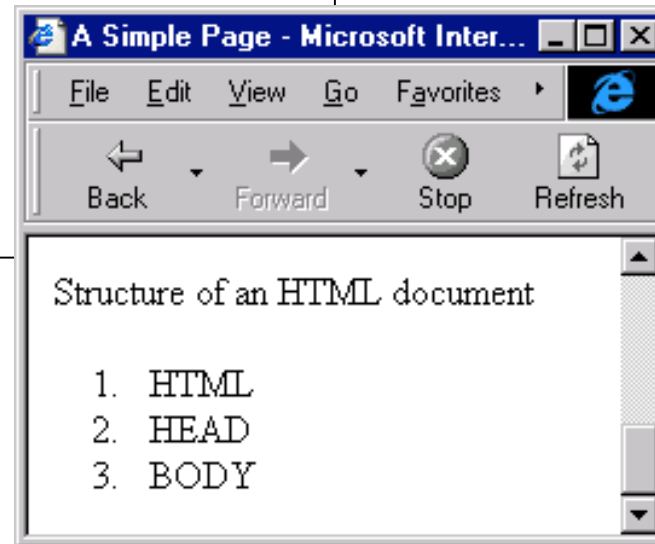 A Simple Page - Microsoft Inter...
File Edit View Go Favorites
Back Forward Stop Refresh
Structure of an HTML document
1. HTML
2. HEAD
3. BODY